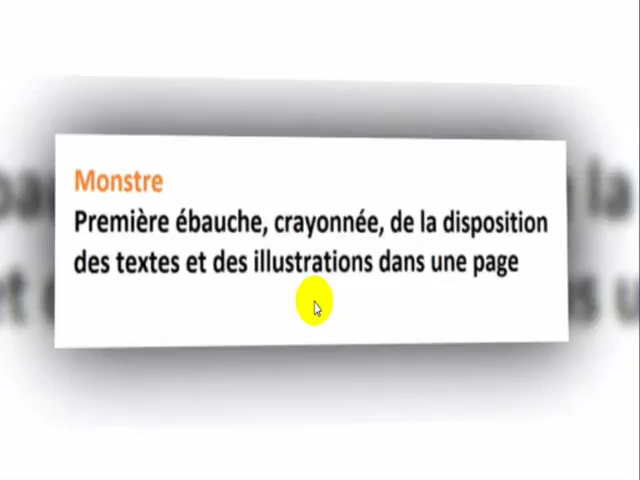 Monstre
Première ébauche, crayonnée, de la disposition
des textes et des illustrations dans une page